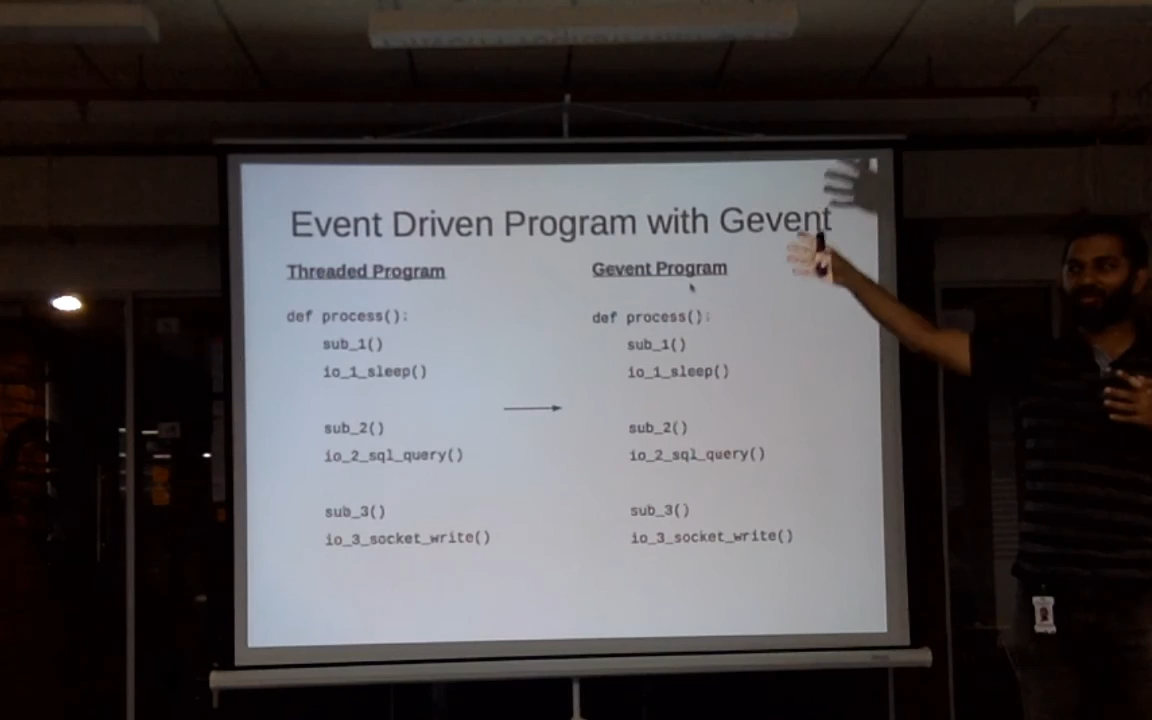 Event Driven Program with Gevent
Threaded Program
def process():
sub_1()
io_1_sleep()
sub_2()
io_2_sql_query()
sub_3()
io_3_socket_write()
Gevent Program
def process():
sub_1()
io_1_sleep()
sub_2()
io_2_sql_query()
sub_3()
io_3_socket_write()